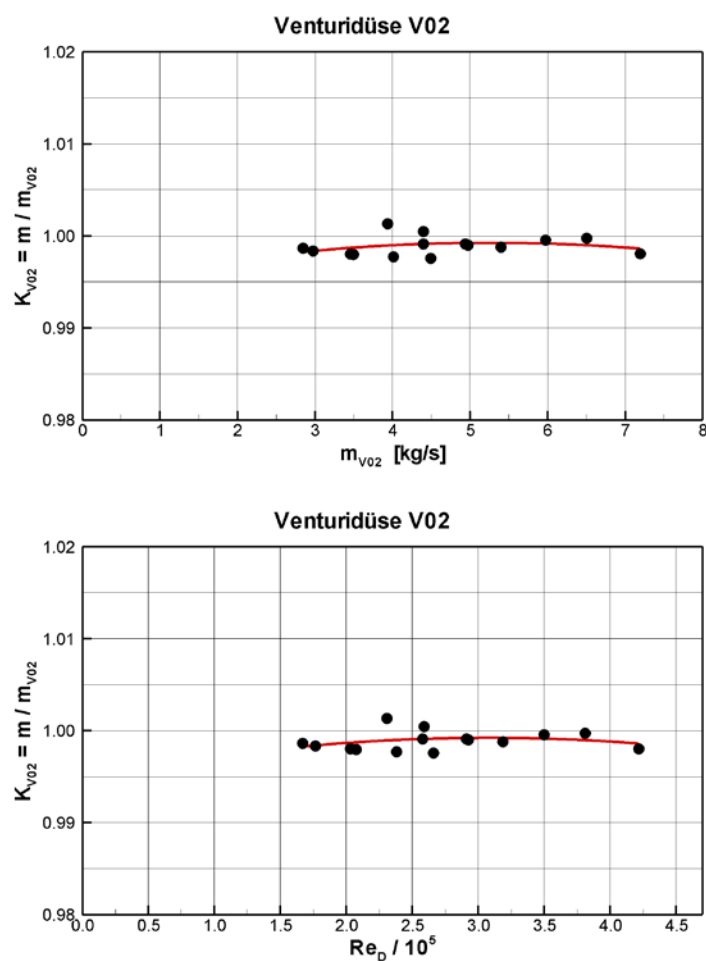 Venturidüse V02
1.02
1.01
1.00
0.99
0.98
K_V02 = m / m_V02
0 1 2 3 4 5 6 7 8
m_V02 [kg/s]
Venturidüse V02
1.02
1.01
1.00
0.99
0.98
K_V02 = m / m_V02
0.0 0.5 1.0 1.5 2.0 2.5 3.0 3.5 4.0 4.5
Re_D / 10^5